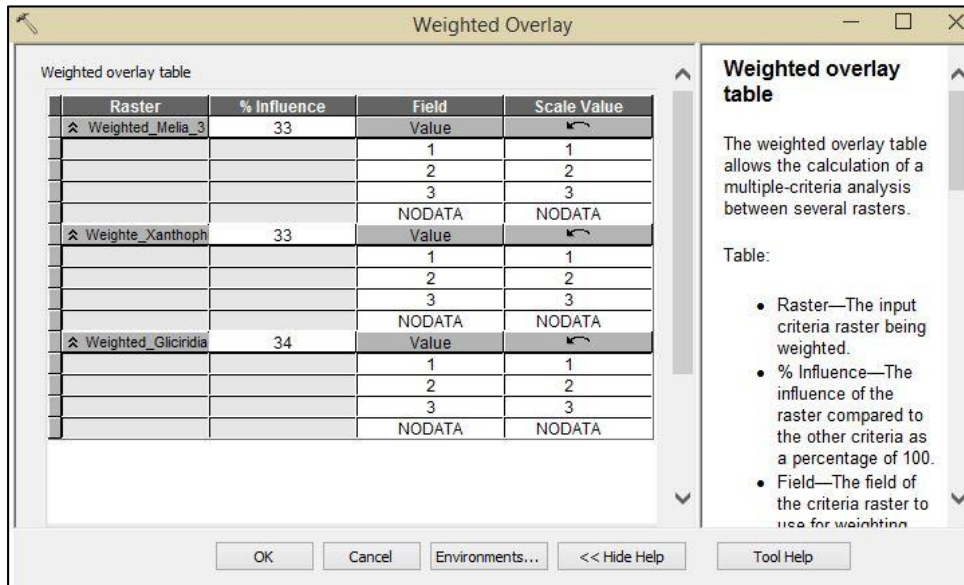 Weighted Overlay
Weighted overlay table
Raster % Influence Field Scale Value
Weighted_Melia_3 33 Value
1 1
2 2
3 3
NODATA NODATA
Weighte_Xanthoph 33 Value
1 1
2 2
3 3
NODATA NODATA
Weighted_Gliciridia 34 Value
1 1
2 2
3 3
NODATA NODATA
OK Cancel Environments... << Hide Help Tool Help
Weighted overlay
table
The weighted overlay table
allows the calculation of a
multiple-criteria analysis
between several rasters.
Table:
• Raster—The input
criteria raster being
weighted.
• % Influence—The
influence of the
raster compared to
the other criteria as
a percentage of 100.
• Field—The field of
the criteria raster to
use for weighting